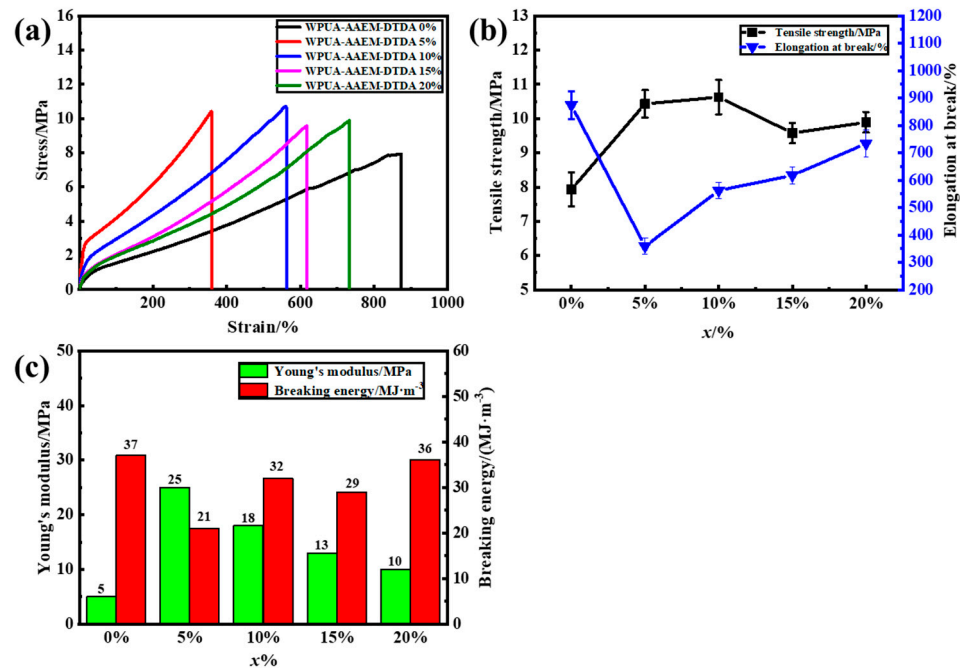 (a)
16
14
12
10
8
6
4
2
0
Stress/MPa
WPUA-AAEM-DTDA 0%
WPUA-AAEM-DTDA 5%
WPUA-AAEM-DTDA 10%
WPUA-AAEM-DTDA 15%
WPUA-AAEM-DTDA 20%
200 400 600 800 1000
Strain/%
(b)
13
12
11
10
9
8
7
6
5
Tensile strength/MPa
Tensile strength/MPa
Elongation at break/%
1200
1100
1000
900
800
700
600
500
400
300
200
Elongation at break/%
0% 5% 10% 15% 20%
x/%
(c)
50
40
30
20
10
0
Young's modulus/MPa
Young's modulus/MPa
Breaking energy/MJ·m⁻³
60
50
40
30
20
10
0
Breaking energy/(MJ·m⁻³)
5 37 25 21 18 32 13 29 10 36
0% 5% 10% 15% 20%
x%